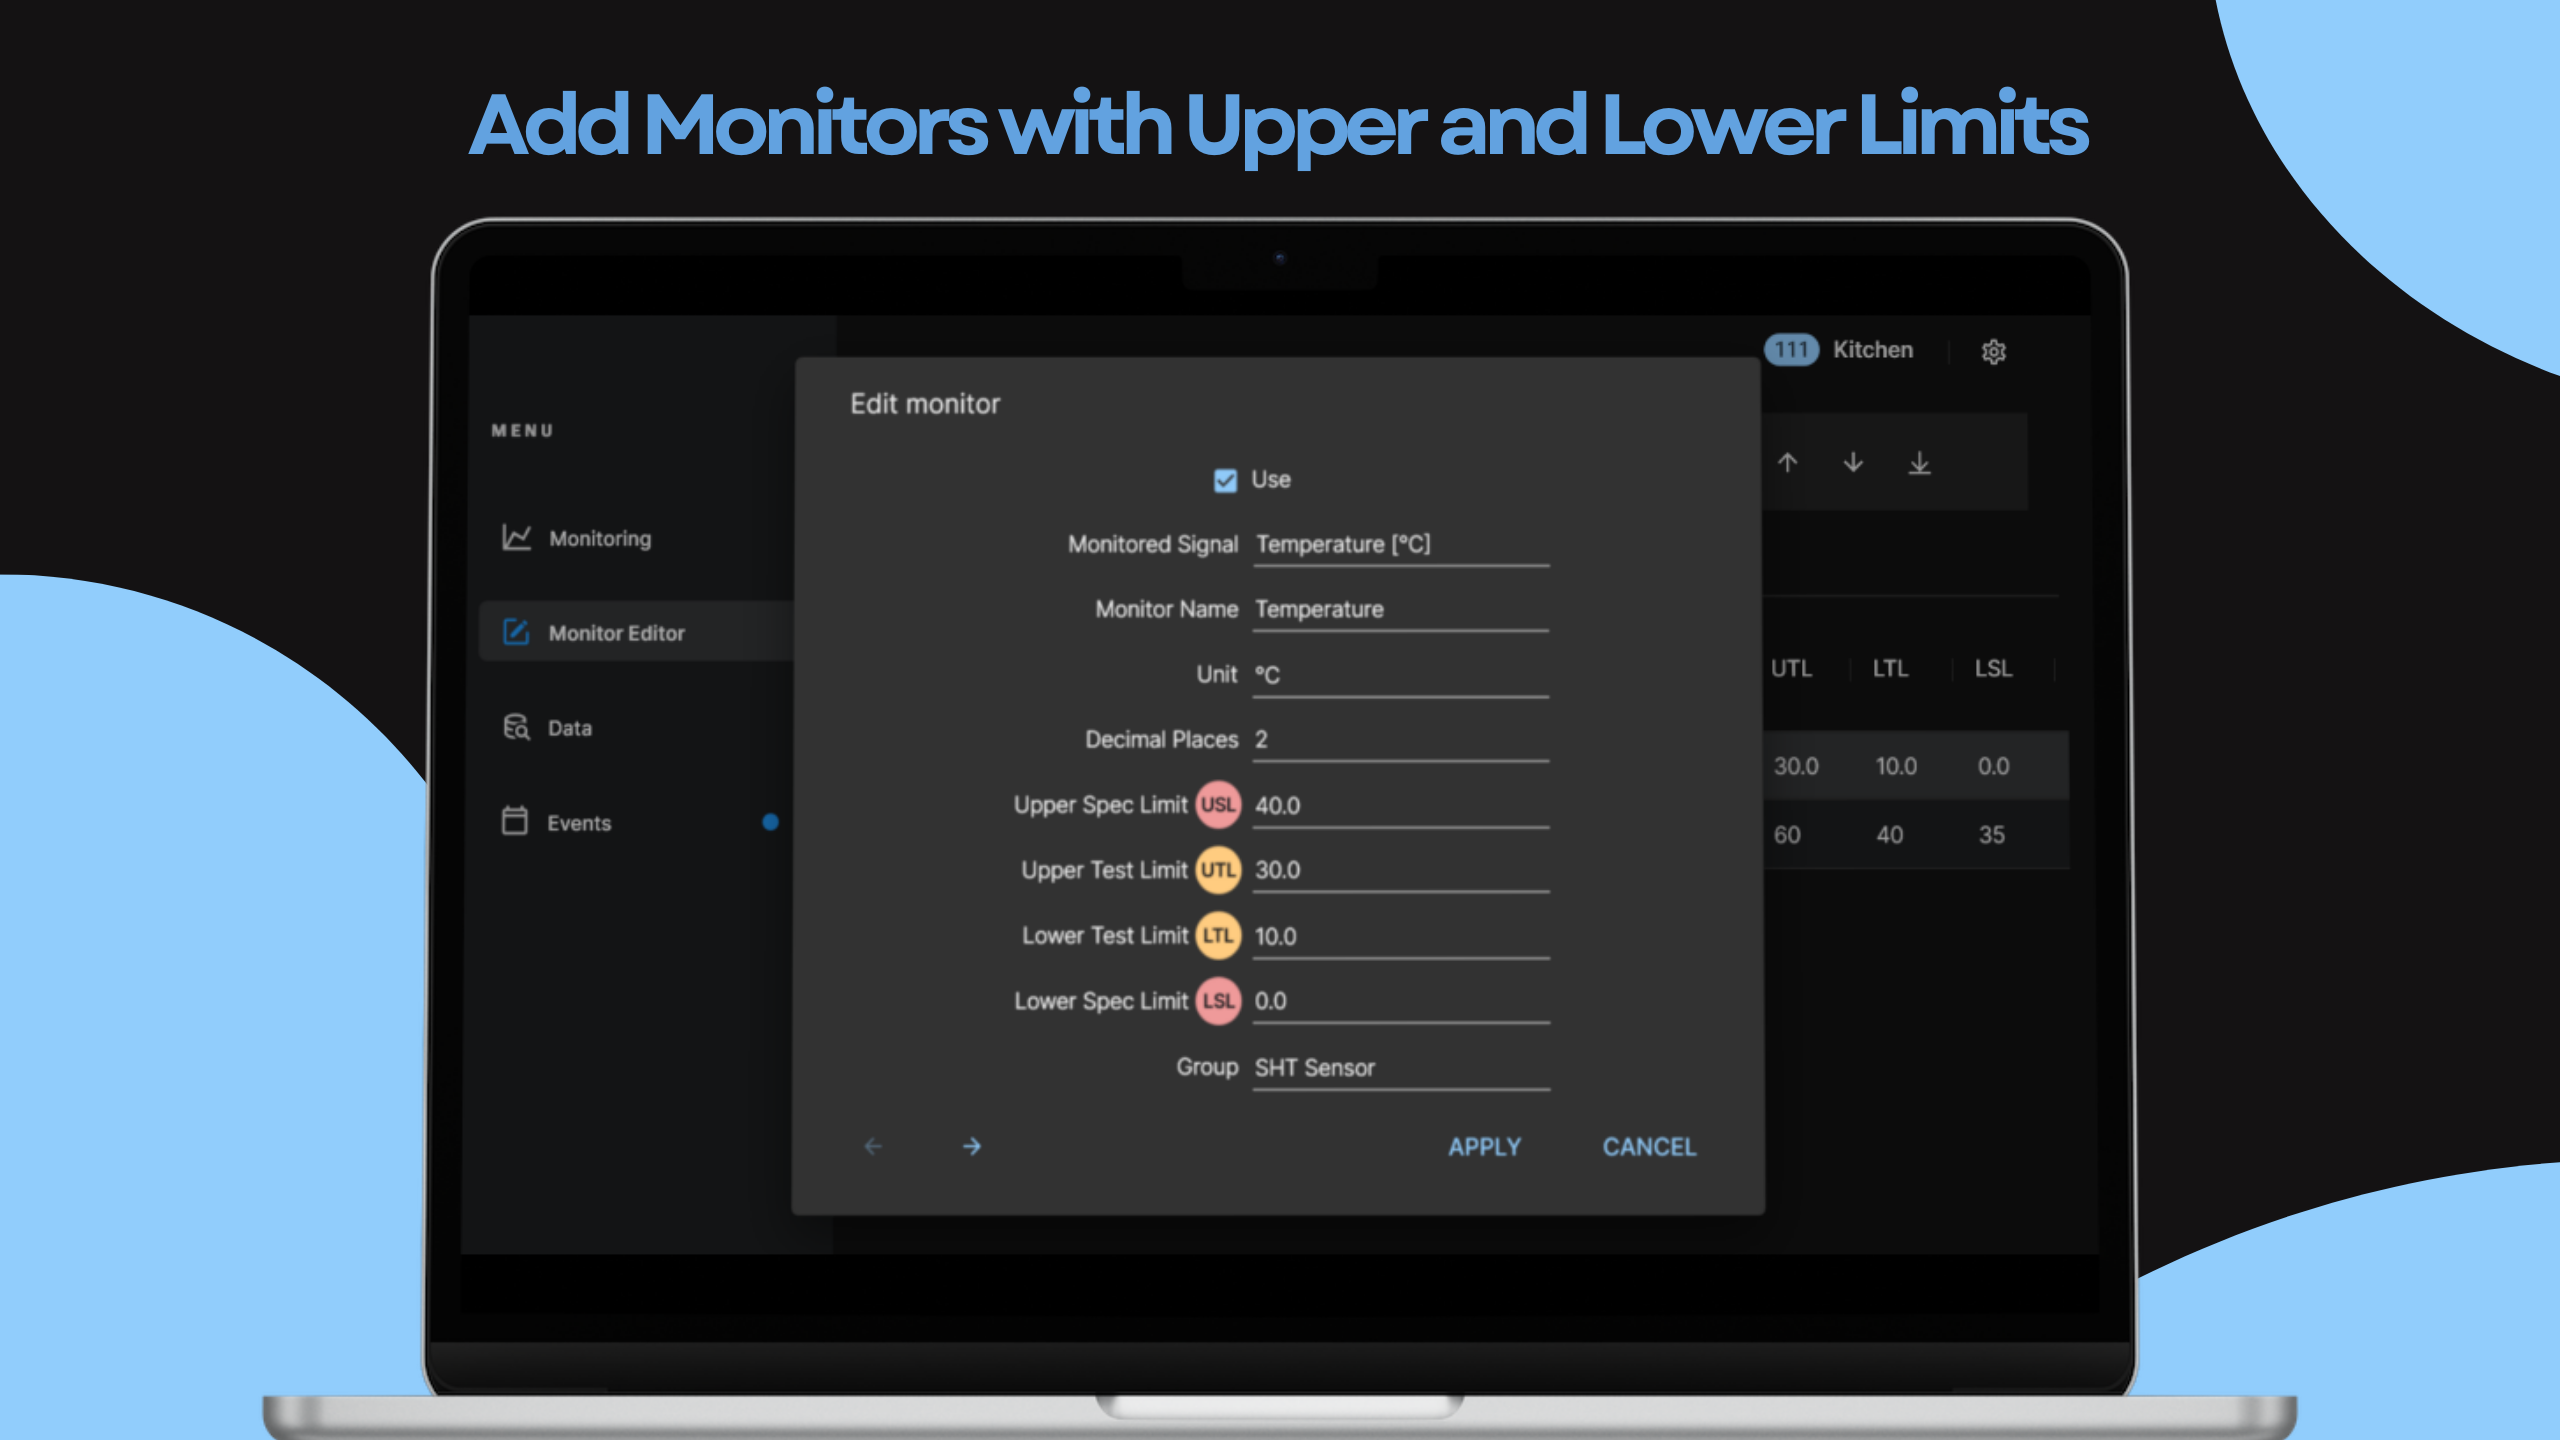 Add Monitors with Upper and Lower Limits
111 Kitchen
MENU
Monitoring
Monitor Editor
Data
Events
Edit monitor
Use
Monitored Signal Temperature [°C]
Monitor Name Temperature
Unit °C
Decimal Places 2
Upper Spec Limit USL 40.0
Upper Test Limit UTL 30.0
Lower Test Limit LTL 10.0
Lower Spec Limit LSL 0.0
Group SHT Sensor
APPLY CANCEL
UTL LTL LSL
30.0 10.0 0.0
60 40 35